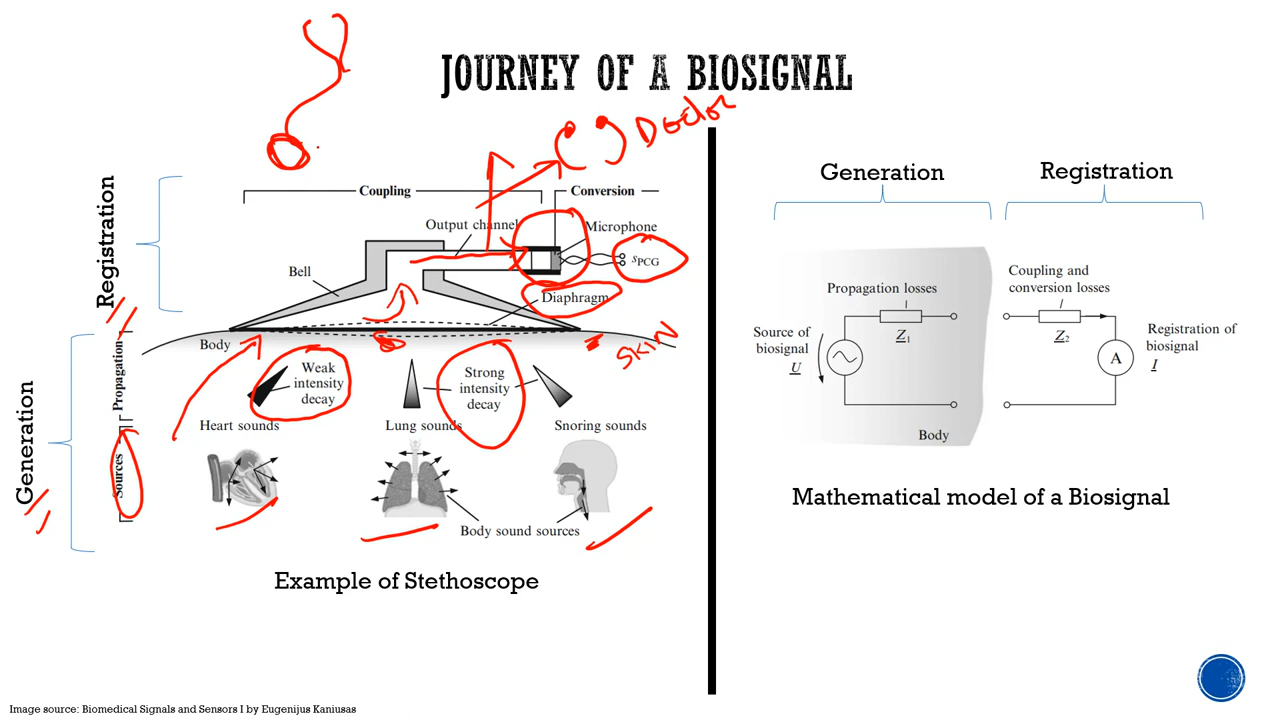 JOURNEY OF A BIOSIGNAL
Doctor
Registration
Coupling
Conversion
Output channel
Microphone
sPCG
Bell
Diaphragm
Body
SKIN
Generation
Propagation
Sources
Weak
intensity
decay
Strong
intensity
decay
Heart sounds
Lung sounds
Snoring sounds
Body sound sources
Example of Stethoscope
Generation
Registration
Propagation losses
Z1
Source of
biosignal
U
Body
Coupling and
conversion losses
Z2
A
Registration of
biosignal
I
Mathematical model of a Biosignal
Image source: Biomedical Signals and Sensors I by Eugenijus Kaniusas